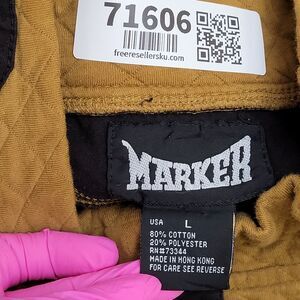 71606
freeresellersku.com
MARKER
USA L
80% COTTON
20% POLYESTER
RN#73344
MADE IN HONG KONG
FOR CARE SEE REVERSE